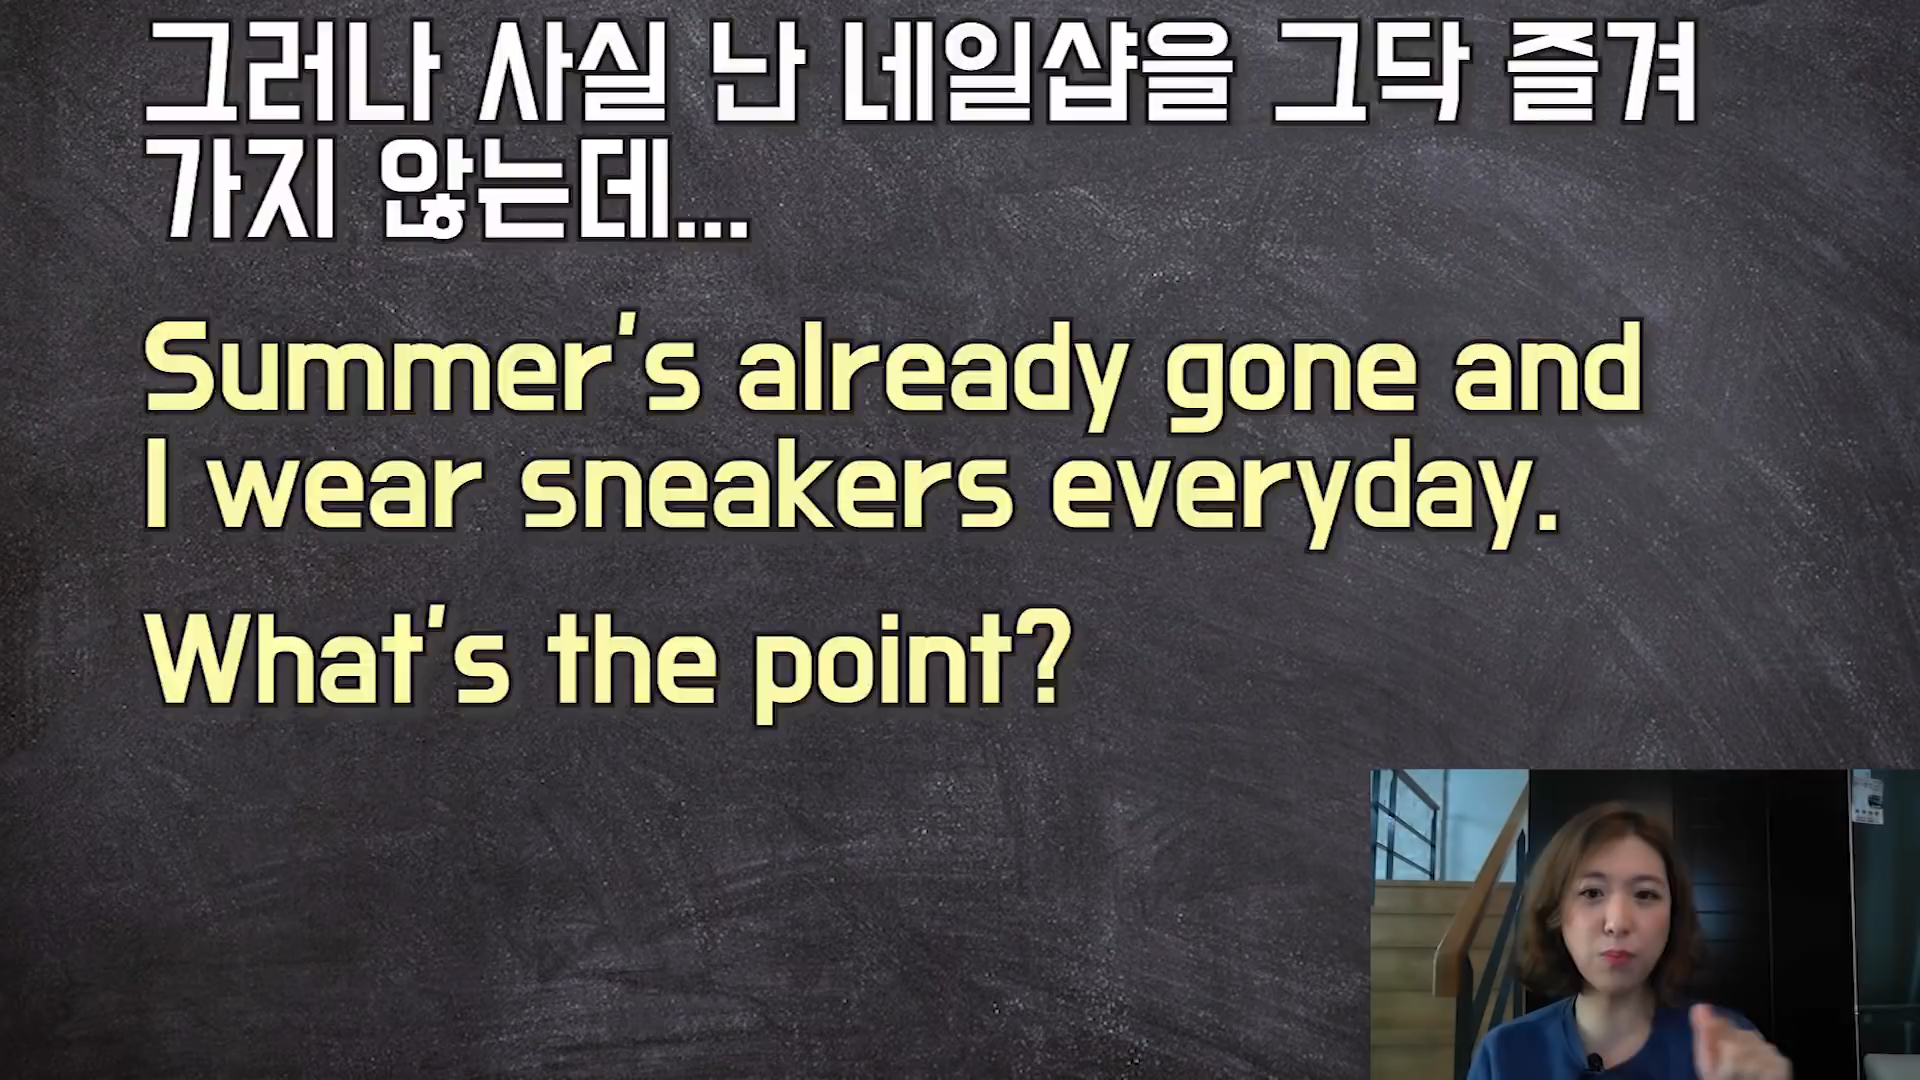 그러나 사실 난 네일샵을 그닥 즐겨
가지 않는데...
Summer's already gone and
I wear sneakers everyday.
What's the point?